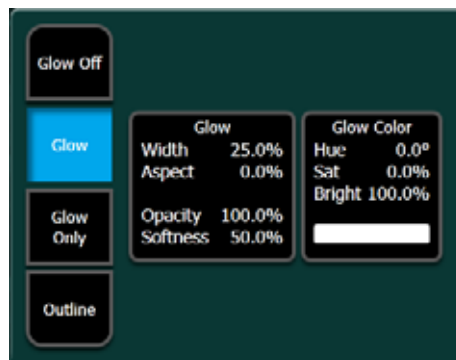 Glow Off
Glow
Glow
Only
Outline
Glow
Width 25.0%
Aspect 0.0%
Opacity 100.0%
Softness 50.0%
Glow Color
Hue 0.0°
Sat 0.0%
Bright 100.0%